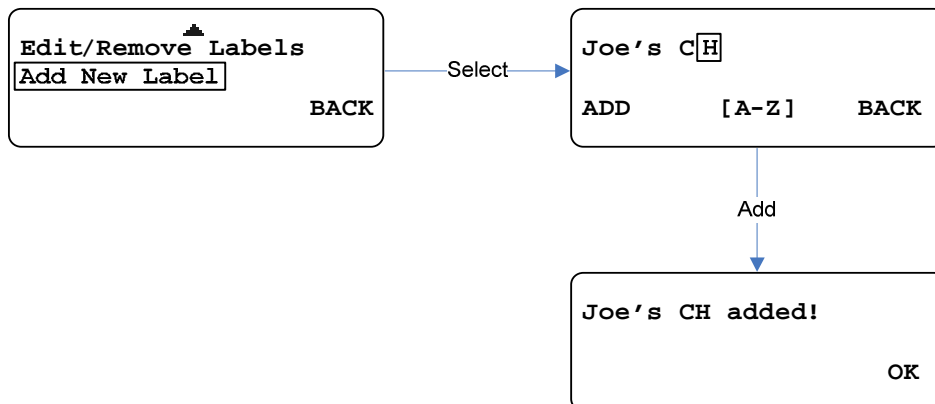 Edit/Remove Labels
Add New Label
BACK
Select
Joe's CH
ADD [A-Z] BACK
Add
Joe's CH added!
OK